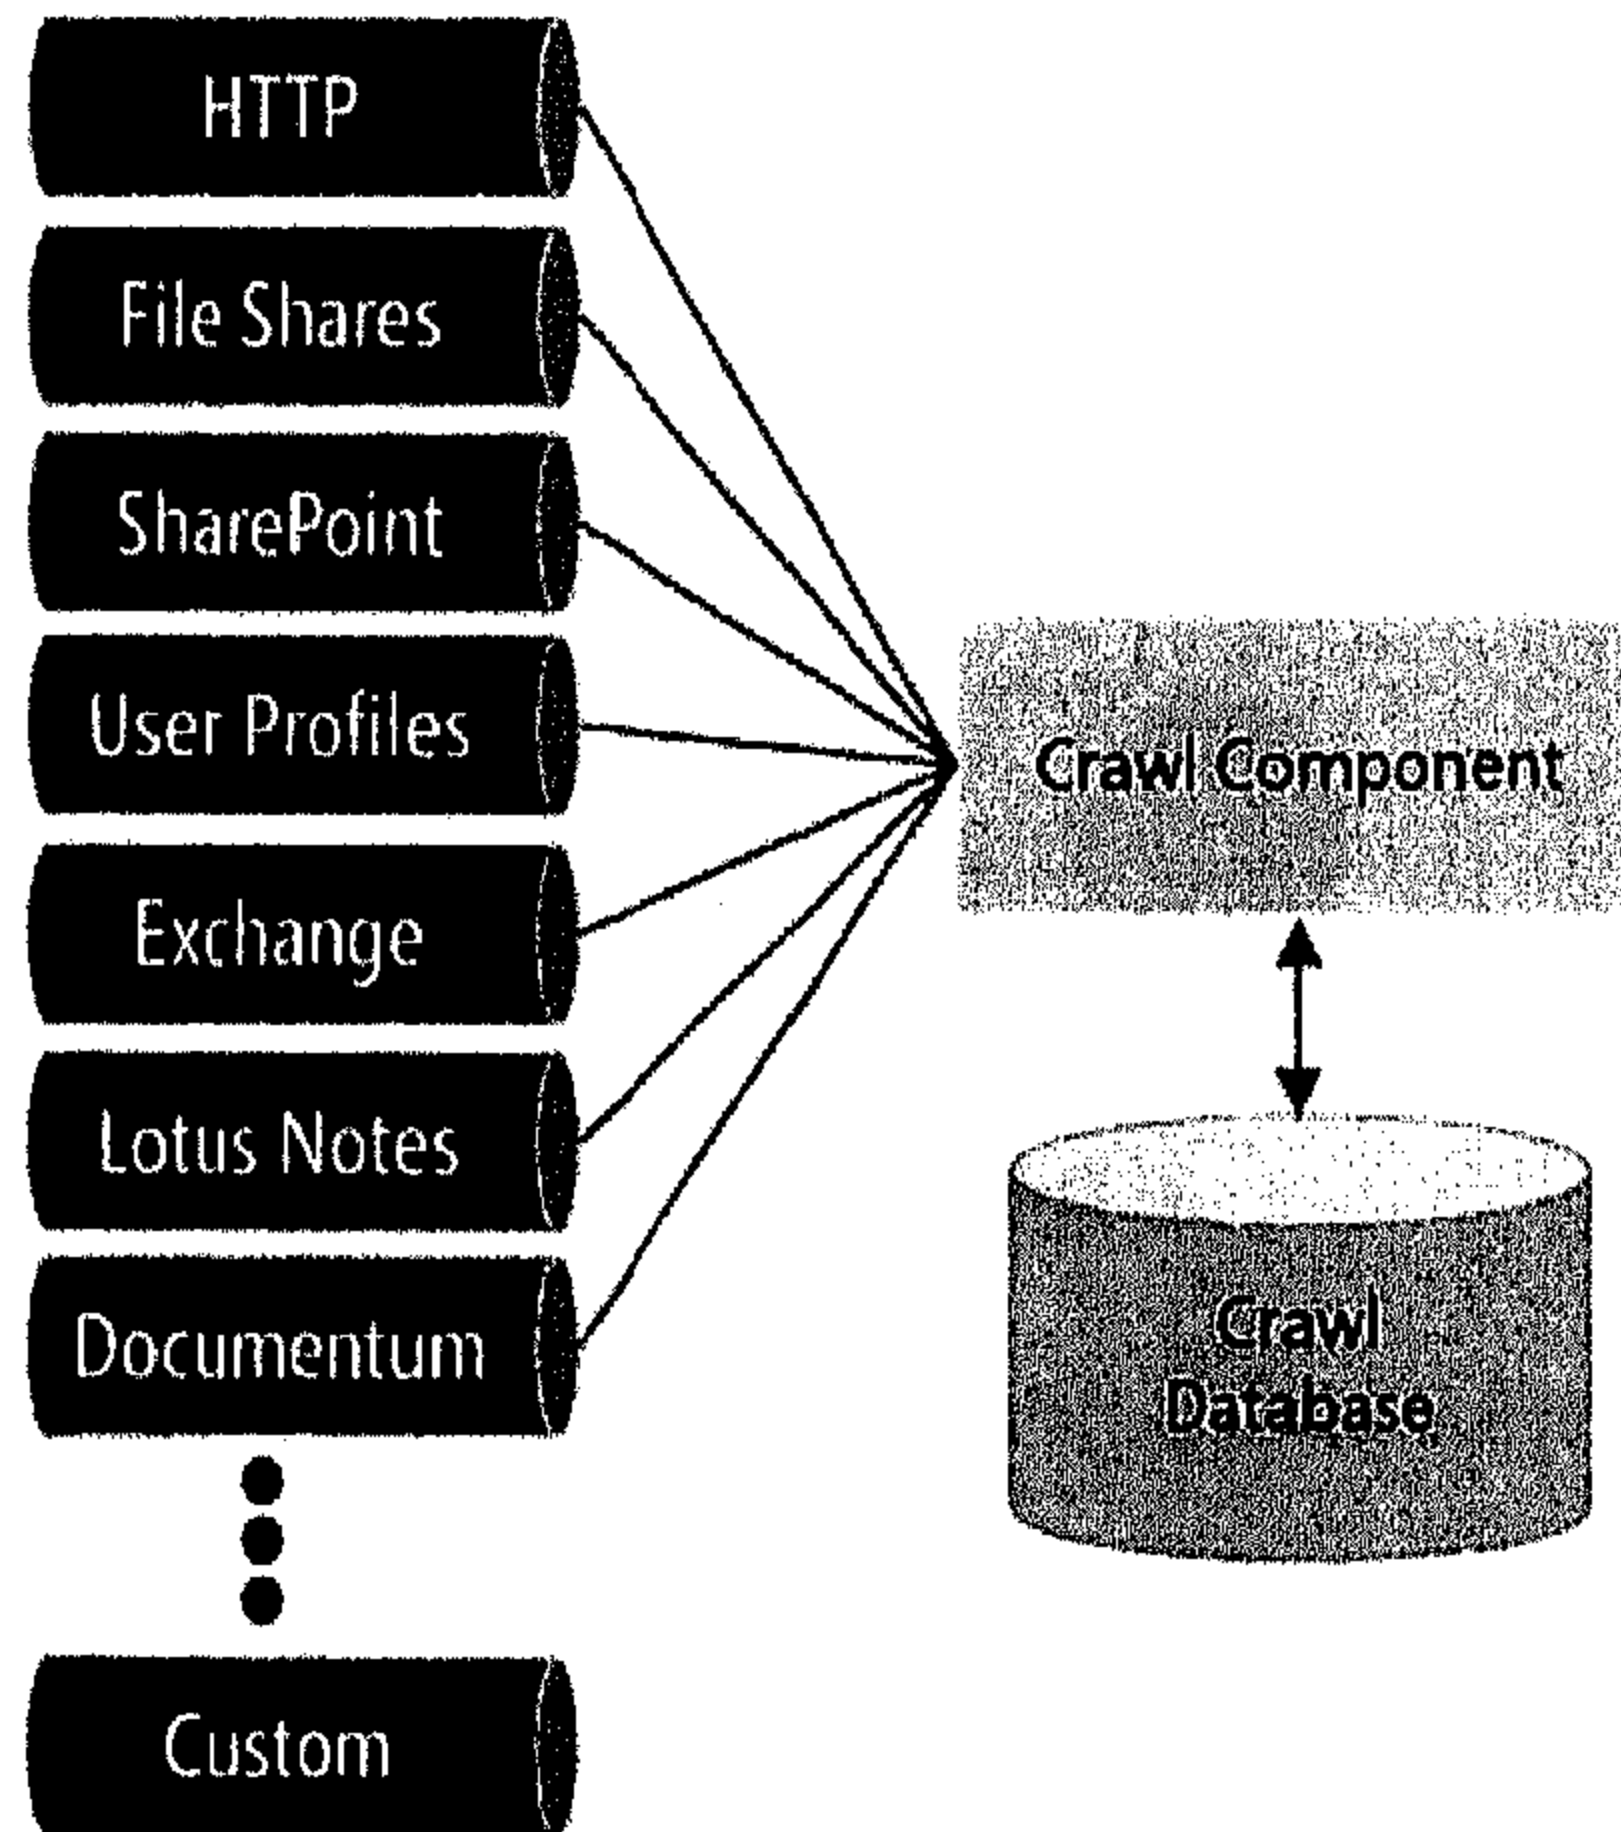 HTTP
File Shares
SharePoint
User Profiles
Exchange
Lotus Notes
Documentum
Custom
Crawl Component
Crawl
Database